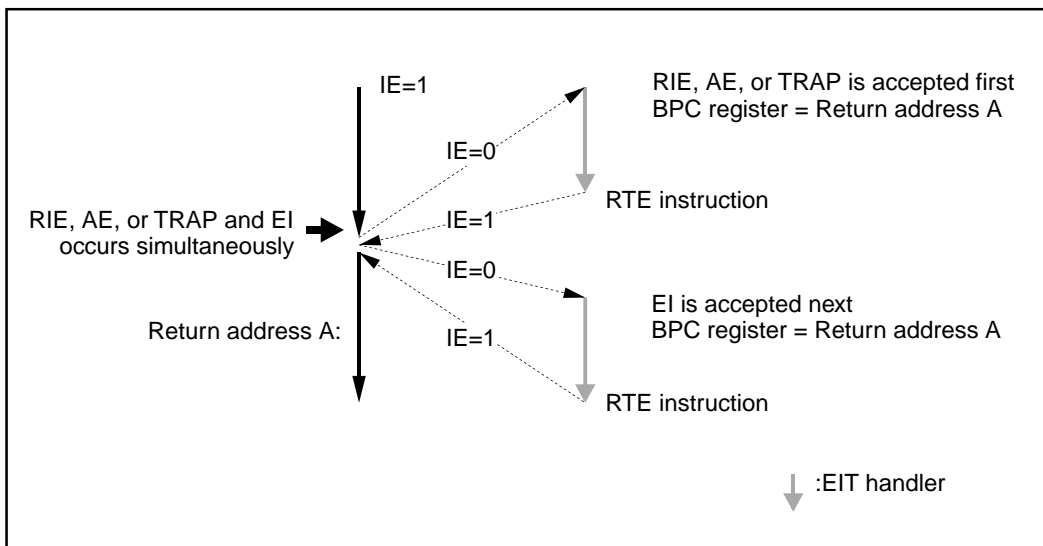 IE=1
RIE, AE, or TRAP is accepted first
BPC register = Return address A
IE=0
RTE instruction
IE=1
RIE, AE, or TRAP and EI
occurs simultaneously
IE=0
EI is accepted next
BPC register = Return address A
Return address A:
IE=1
RTE instruction
:EIT handler